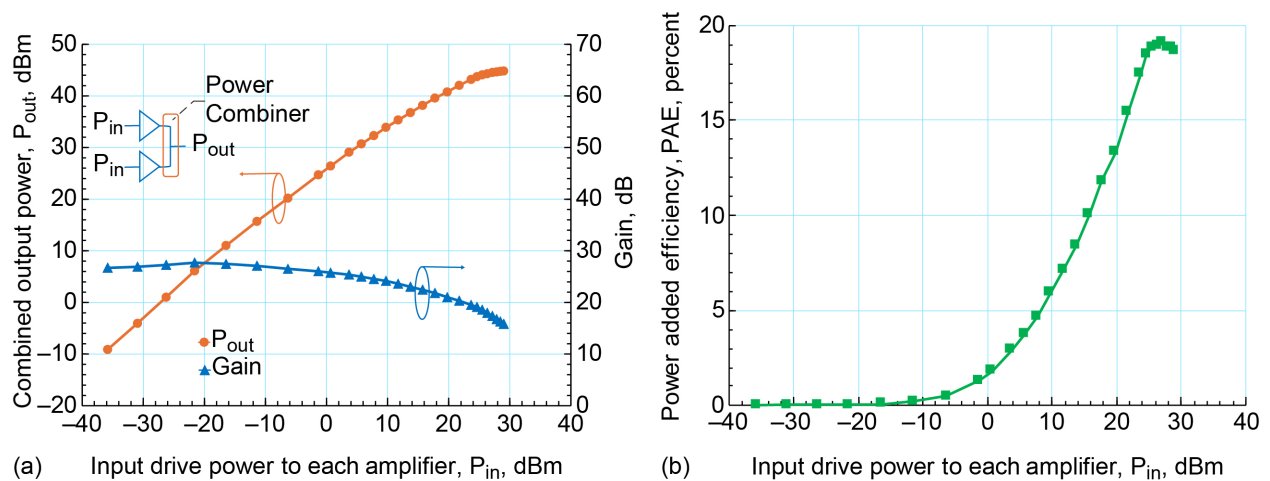 Combined output power, Pout, dBm
50
40
30
20
10
0
–10
–20
Power
Combiner
Pin
Pin
Pout
Pout
Gain
70
60
50
40
30
20
10
0
Gain, dB
–40 –30 –20 –10 0 10 20 30 40
(a) Input drive power to each amplifier, Pin, dBm
Power added efficiency, PAE, percent
20
15
10
5
0
–40 –30 –20 –10 0 10 20 30 40
(b) Input drive power to each amplifier, Pin, dBm